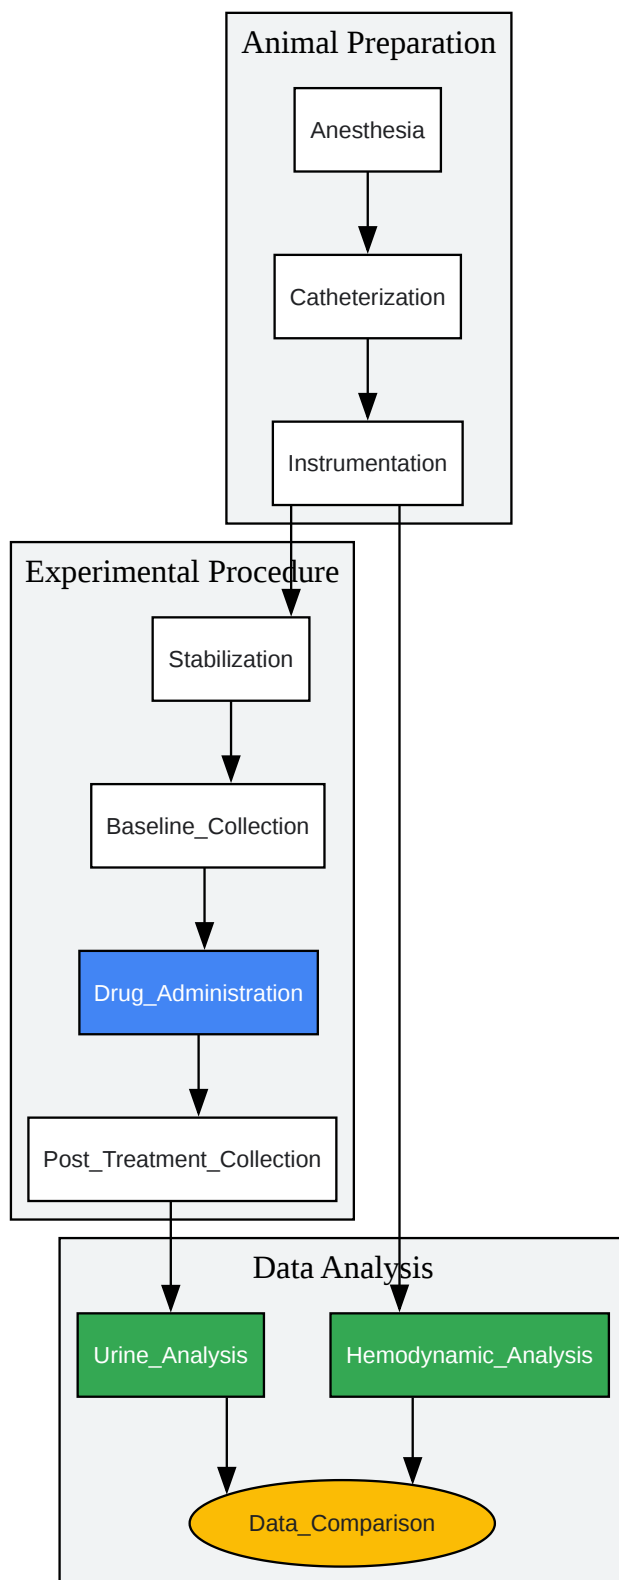 Animal Preparation
Anesthesia
Catheterization
Instrumentation
Experimental Procedure
Stabilization
Baseline_Collection
Drug_Administration
Post_Treatment_Collection
Data Analysis
Urine_Analysis
Hemodynamic_Analysis
Data_Comparison